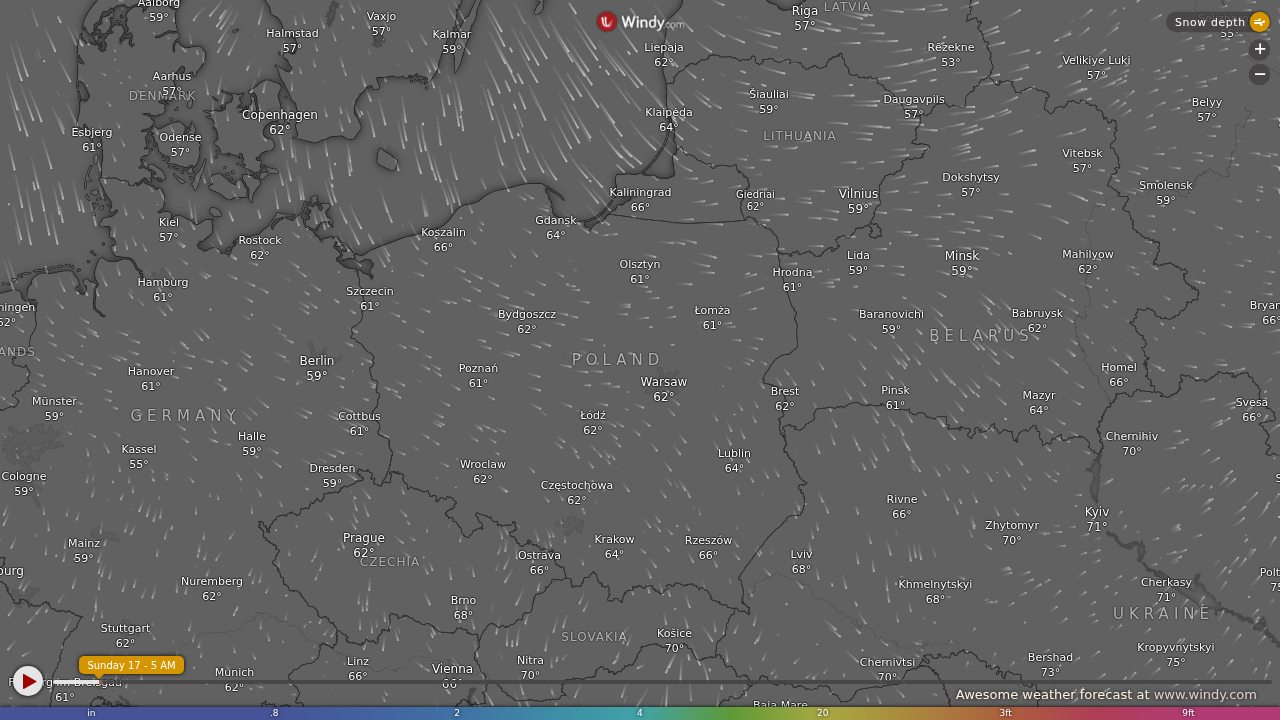 Aalborg
59°
Vaxjo
57°
Halmstad
57°
Kalmar
59°
Windy.com
Riga
57°
LATVIA
Snow depth
Liepaja
62°
Rēzekne
53°
Velikiye Luki
57°
+
−
Aarhus
57°
DENMARK
Šiauliai
59°
Daugavpils
57°
Belyy
57°
Copenhagen
62°
Klaipėda
64°
Esbjerg
61°
Odense
57°
LITHUANIA
Vitebsk
57°
Dokshytsy
57°
Smolensk
59°
Kaliningrad
66°
Giedriai
62°
Vilnius
59°
Kiel
57°
Gdansk
64°
Koszalin
66°
Rostock
62°
Olsztyn
61°
Hrodna
61°
Lida
59°
Minsk
59°
Mahilyow
62°
Hamburg
61°
Szczecin
61°
Bydgoszcz
62°
Łomża
61°
Baranovichi
59°
Babruysk
62°
BELARUS
POLAND
Berlin
59°
Hanover
61°
Poznań
61°
Warsaw
62°
Brest
62°
Pinsk
61°
Homel
66°
Münster
59°
GERMANY
Cottbus
61°
Łódź
62°
Mazyr
64°
Svesa
66°
Kassel
55°
Halle
59°
Chernihiv
70°
Cologne
59°
Dresden
59°
Wroclaw
62°
Lublin
64°
Częstochowa
62°
Rivne
66°
Zhytomyr
70°
Kyiv
71°
Mainz
59°
Prague
62°
CZECHIA
Ostrava
66°
Krakow
64°
Rzeszów
66°
Lviv
68°
Nuremberg
62°
Khmelnytskyi
68°
Cherkasy
71°
UKRAINE
Brno
68°
Stuttgart
62°
SLOVAKIA
Košice
70°
Kropyvnytskyi
75°
Sunday 17 - 5 AM
Munich
62°
Linz
66°
Vienna
66°
Nitra
70°
Chernivtsi
70°
Bershad
73°
61°
Awesome weather forecast at www.windy.com
Baia Mare
in
.8
2
4
20
3ft
9ft